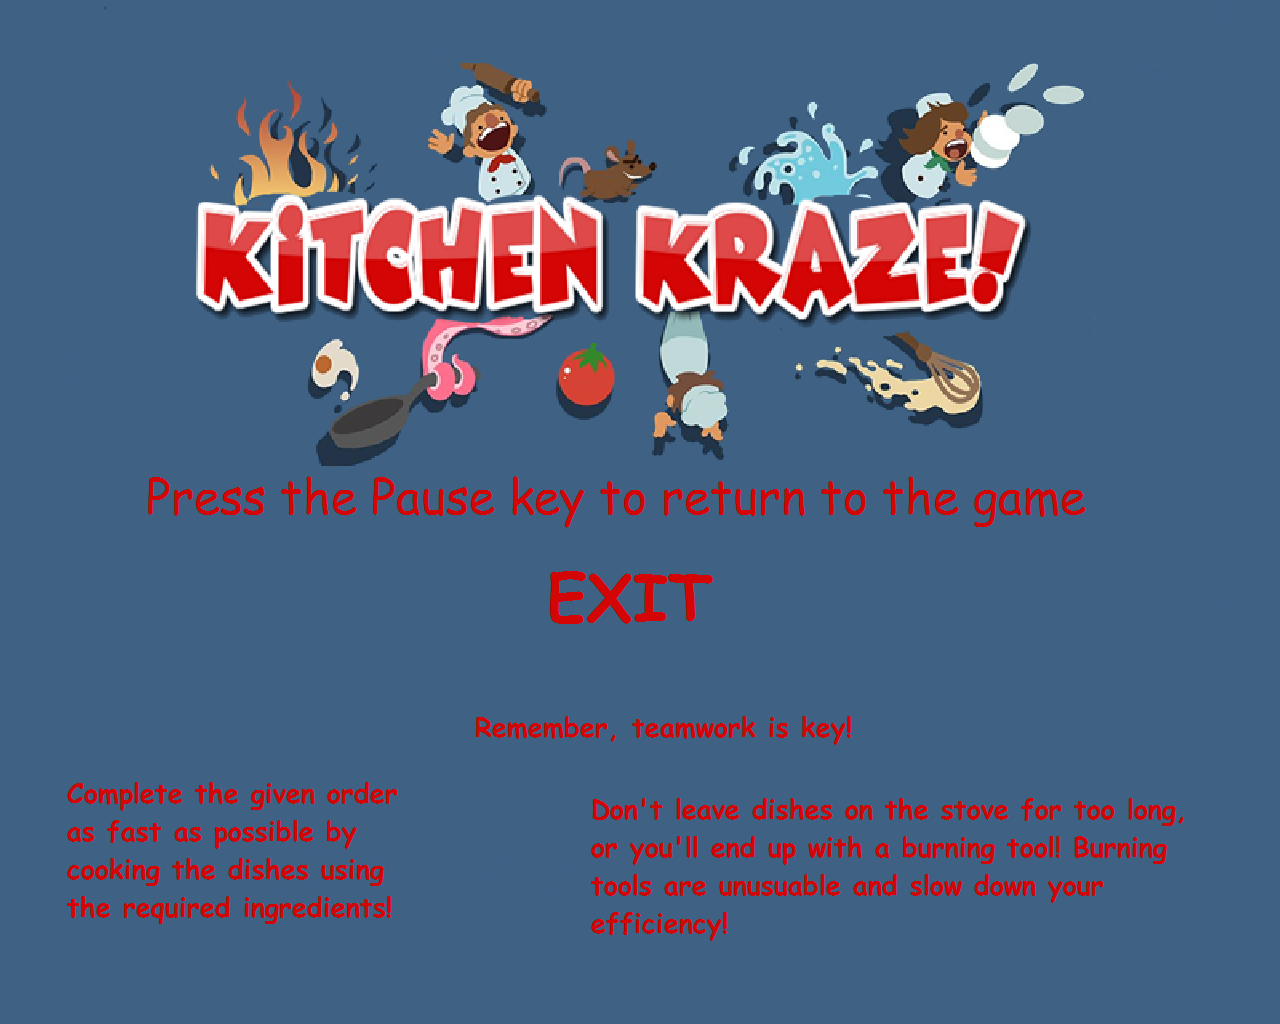 KiTCHEN KRAZE!
Press the Pause key to return to the game
EXIT
Remember, teamwork is key!
Complete the given order
as fast as possible by
cooking the dishes using
the required ingredients!
Don't leave dishes on the stove for too long,
or you'll end up with a burning tool! Burning
tools are unusuable and slow down your
efficiency!